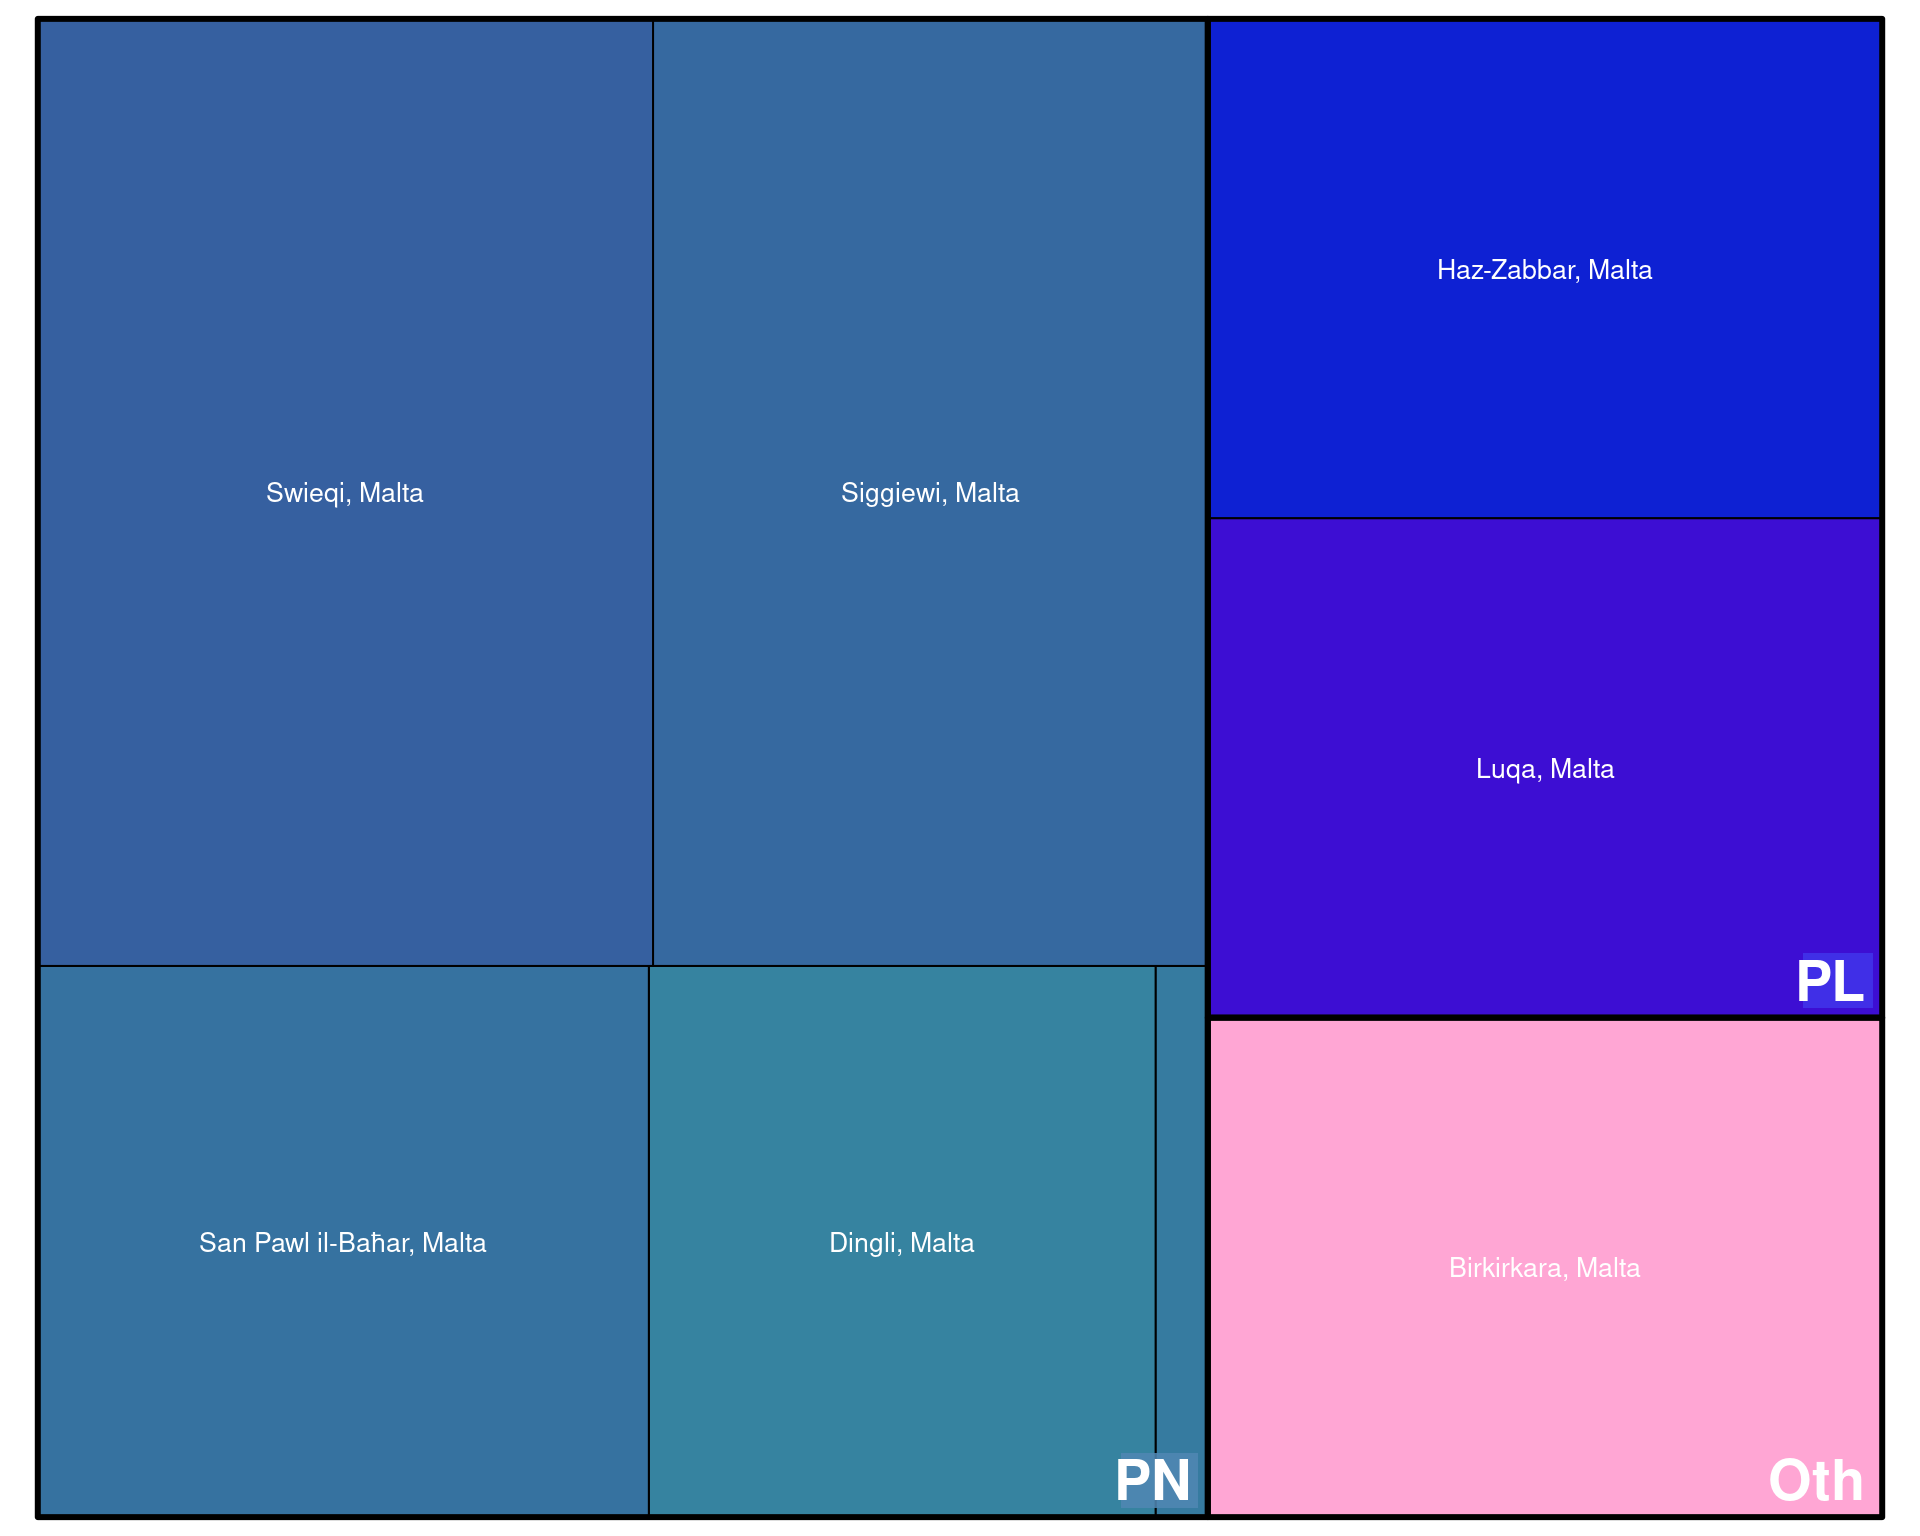 Swieqi, Malta
Siggiewi, Malta
Haz-Zabbar, Malta
Luqa, Malta
PL
San Pawl il-Baħar, Malta
Dingli, Malta
PN
Birkirkara, Malta
Oth